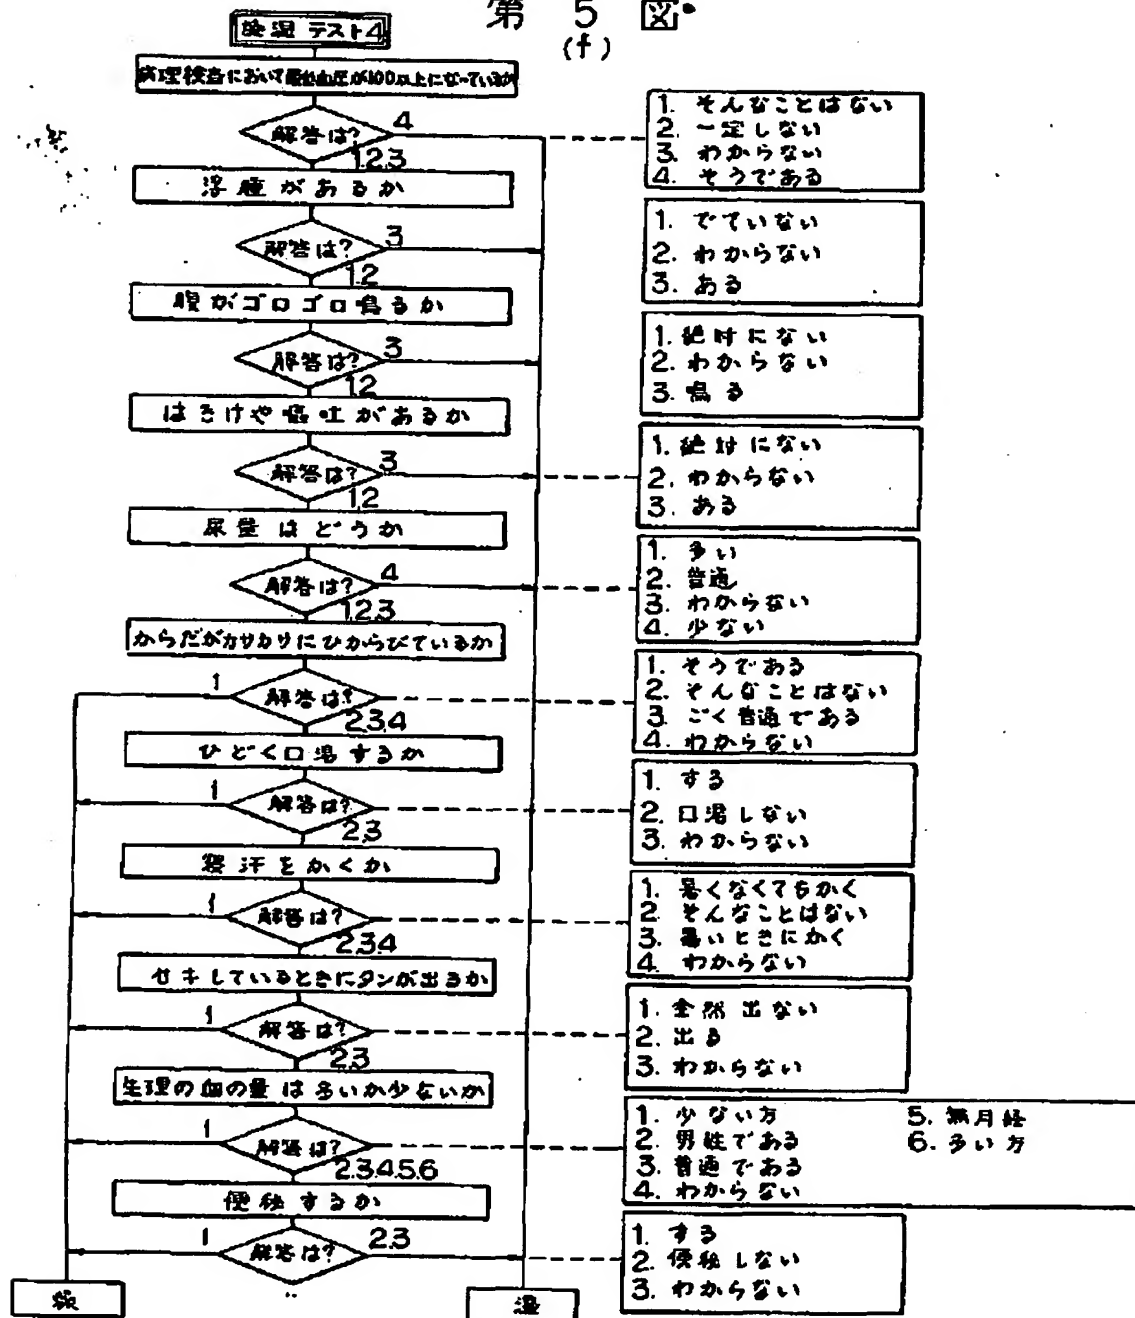 第 5 図
(f)
テスト4
病理検査において最低血圧が100以上になっているか
解答は?
4
1.2.3
1. そんなことはない
2. 一定しない
3. わからない
4. そうである
浮腫があるか
解答は?
3
1.2
1. でていない
2. わからない
3. ある
腹がゴロゴロ鳴るか
解答は?
3
1.2
1. 絶対にない
2. わからない
3. 鳴る
はきけや嘔吐があるか
解答は?
3
1.2
1. 絶対にない
2. わからない
3. ある
尿量はどうか
解答は?
4
1.2.3
1. 多い
2. 普通
3. わからない
4. 少ない
からだがカサカサにひからびているか
解答は?
1
2.3.4
1. そうである
2. そんなことはない
3. ごく普通である
4. わからない
ひどく口渇するか
解答は?
1
2.3
1. する
2. 口渇しない
3. わからない
寝汗をかくか
解答は?
1
2.3.4
1. 暑くなくてもかく
2. そんなことはない
3. 暑いときにかく
4. わからない
セキしているときにタンが出るか
解答は?
1
2.3
1. 全然出ない
2. 出る
3. わからない
生理の血の量は多いか少ないか
解答は?
1
2.3.4.5.6
1. 少ない方
2. 男性である
3. 普通である
4. わからない
5. 無月経
6. 多い方
便秘するか
解答は?
1
2.3
1. する
2. 便秘しない
3. わからない
湿